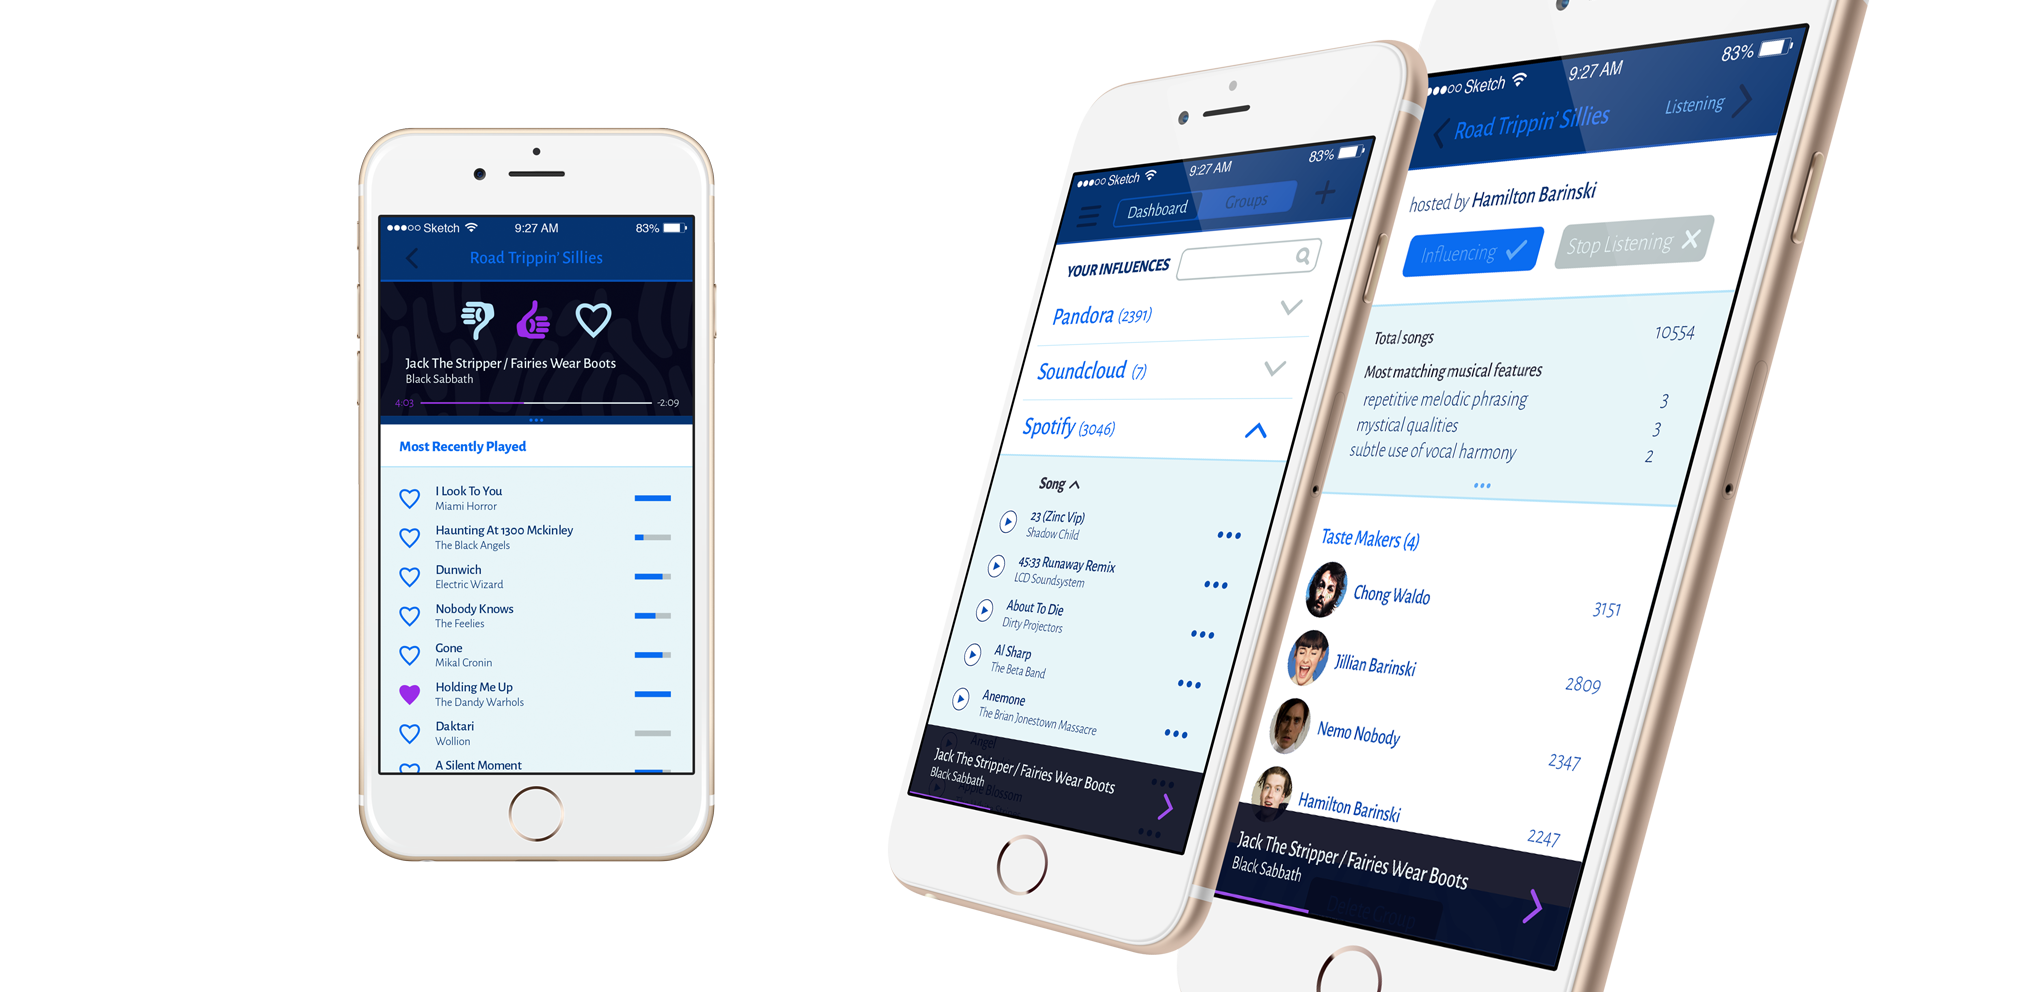 Sketch 9:27 AM 83%
Road Trippin' Sillies
Jack The Stripper / Fairies Wear Boots
Black Sabbath
4:03 -2:09
Most Recently Played
I Look To You
Miami Horror
Haunting At 1300 Mckinley
The Black Angels
Dunwich
Electric Wizard
Nobody Knows
The Feelies
Gone
Mikal Cronin
Holding Me Up
The Dandy Warhols
Daktari
Wollion
A Silent Moment
Sketch 9:27 AM 83%
Dashboard Groups
YOUR INFLUENCES
Pandora (2391)
Soundcloud (7)
Spotify (3046)
Song
23 (Zinc Vip)
Shadow Child
45:33 Runaway Remix
LCD Soundsystem
About To Die
Dirty Projectors
Al Sharp
The Beta Band
Anemone
The Brian Jonestown Massacre
Angel
Jack The Stripper / Fairies Wear Boots
Black Sabbath
Apple Blossom
Sketch 9:27 AM 83%
Road Trippin' Sillies Listening
hosted by Hamilton Barinski
Influencing Stop Listening
Total songs 10554
Most matching musical features
repetitive melodic phrasing 3
mystical qualities 3
subtle use of vocal harmony 2
Taste Makers (4)
Chong Waldo 3151
Jillian Barinski 2809
Nemo Nobody 2347
Hamilton Barinski 2247
Jack The Stripper / Fairies Wear Boots
Black Sabbath
Delete Group